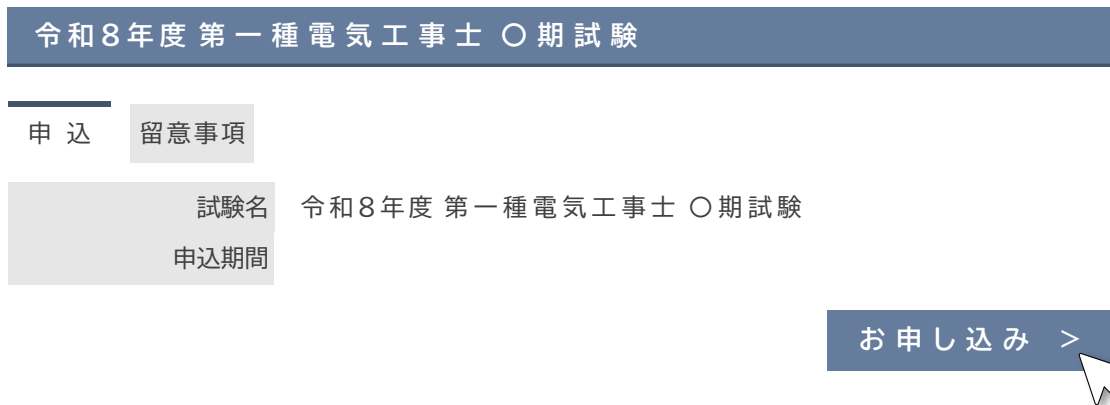 令和8年度 第一種電気工事士 〇期試験
申込 留意事項
試験名 令和8年度 第一種電気工事士 〇期試験
申込期間
お申し込み >